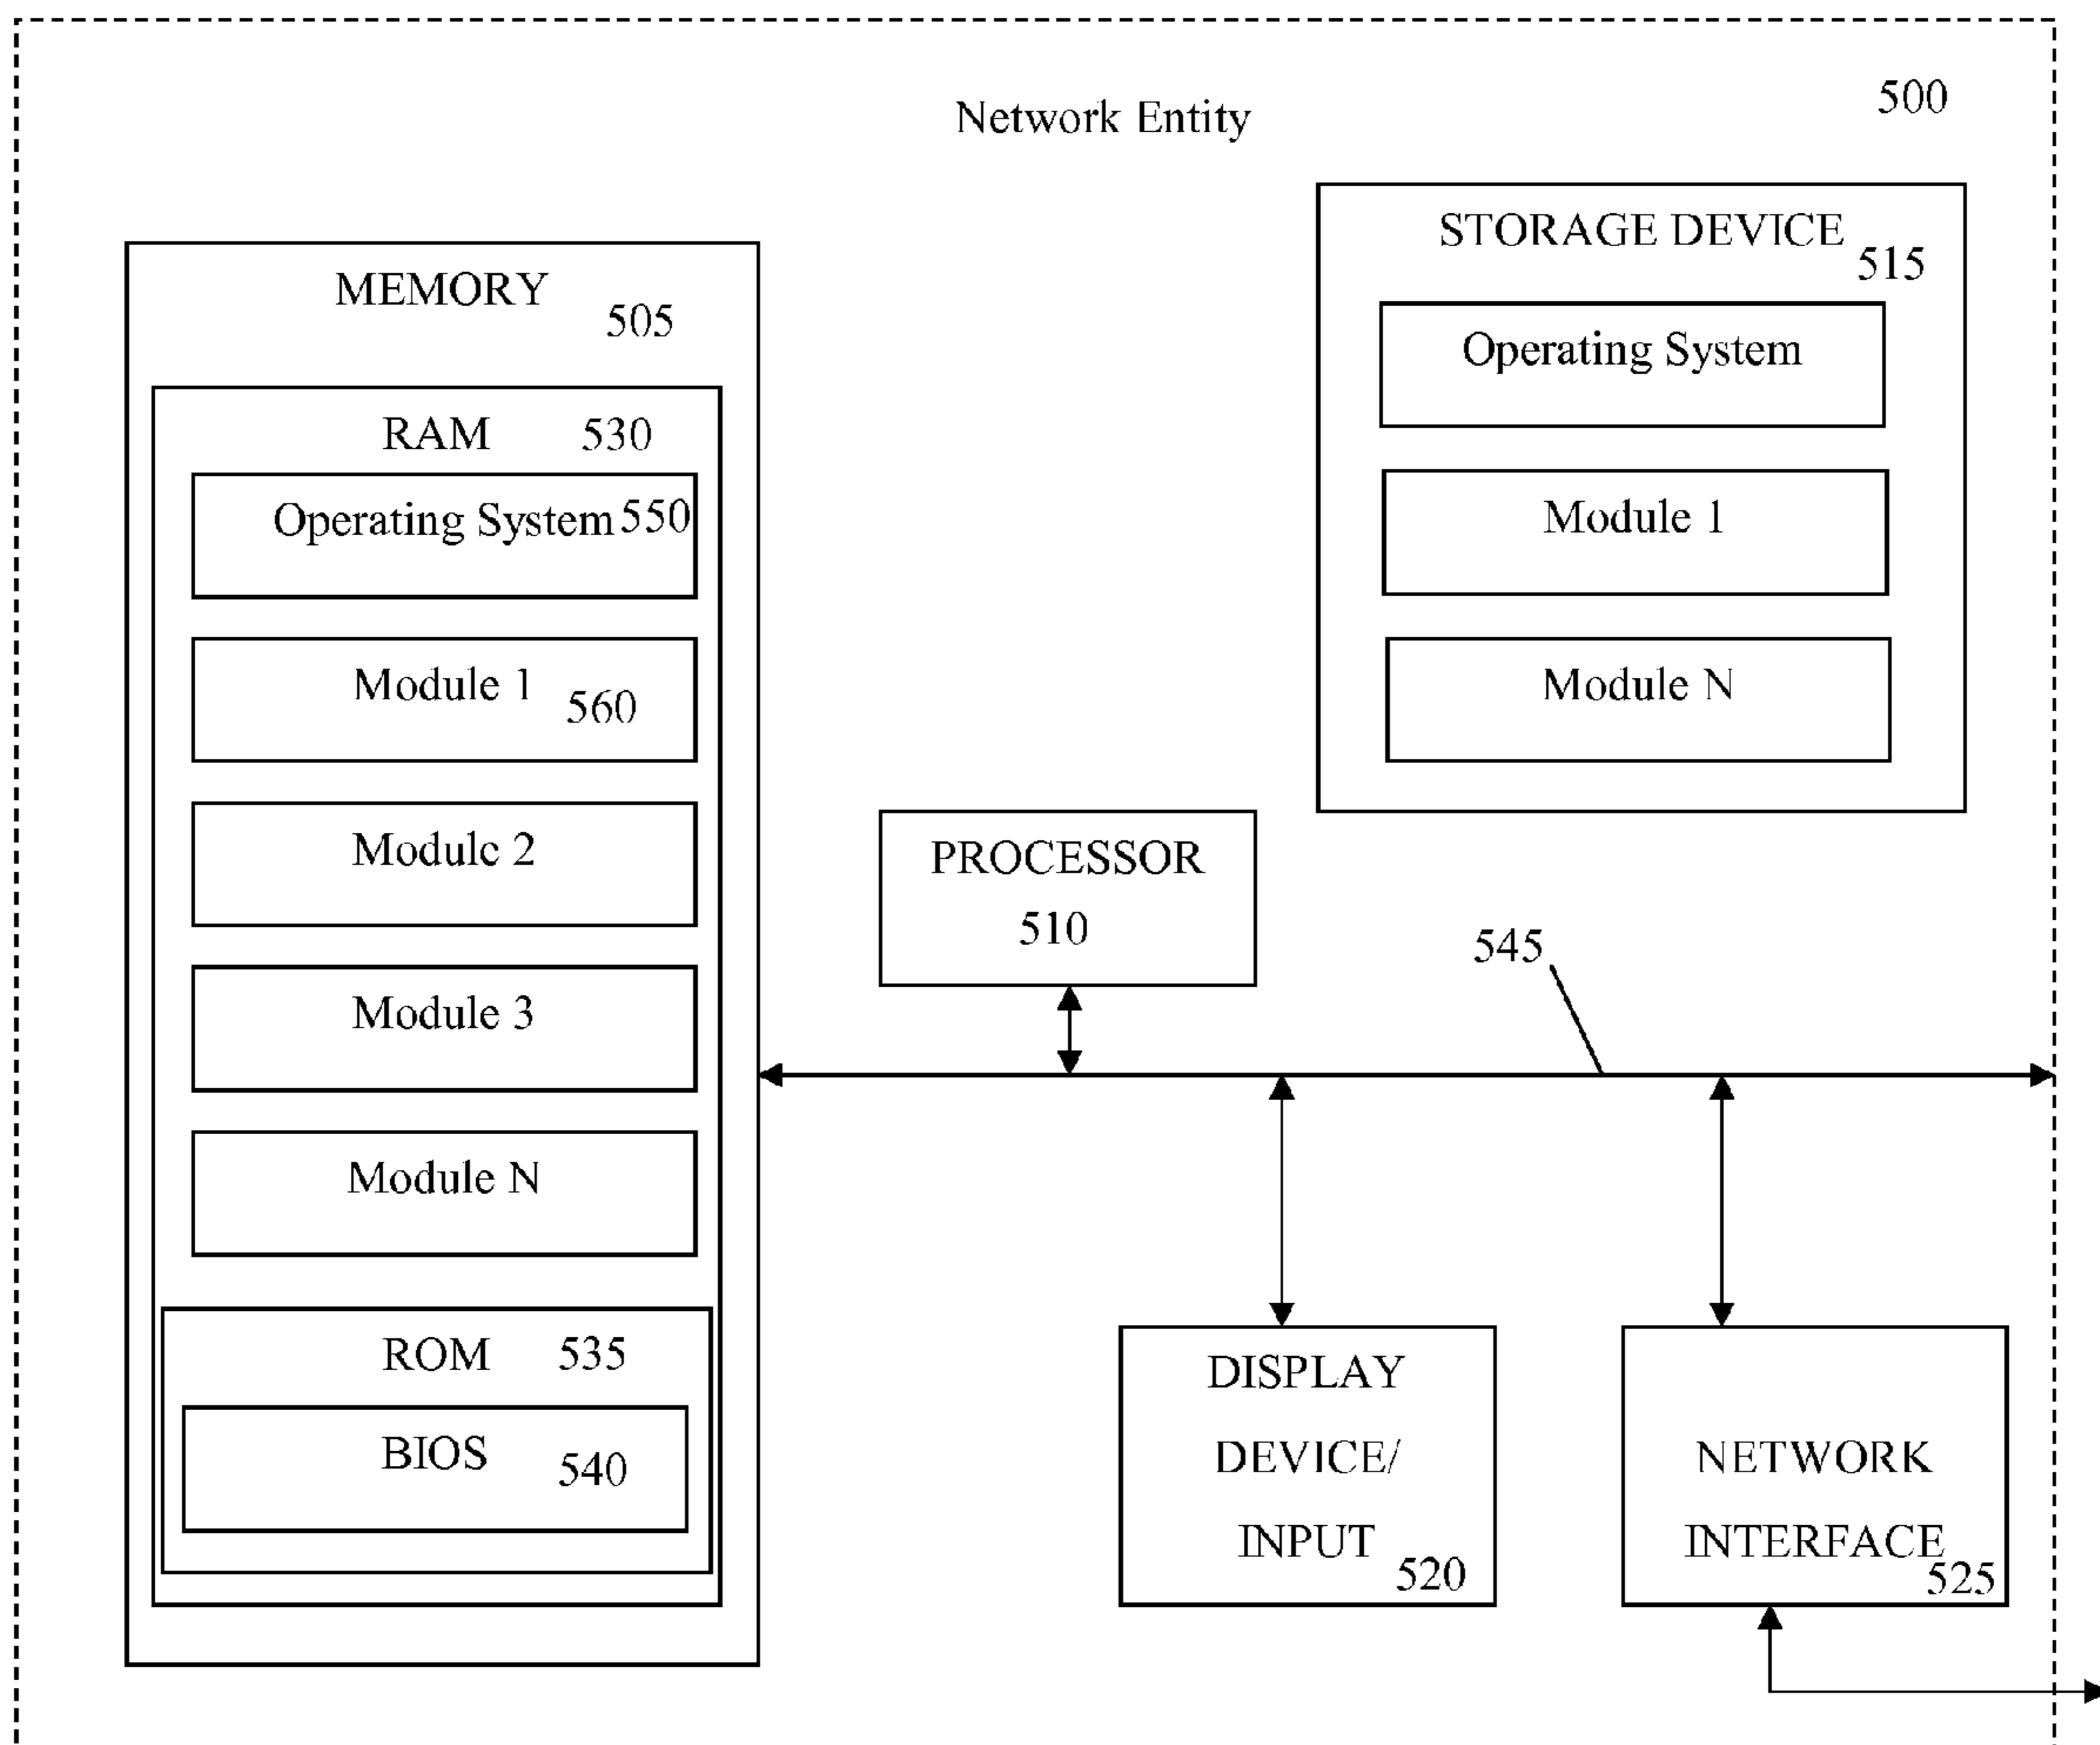 Network Entity
500
MEMORY
505
RAM 530
Operating System 550
Module 1 560
Module 2
Module 3
Module N
ROM 535
BIOS 540
STORAGE DEVICE
515
Operating System
Module 1
Module N
PROCESSOR
510
545
DISPLAY
DEVICE/
INPUT
520
NETWORK
INTERFACE
525